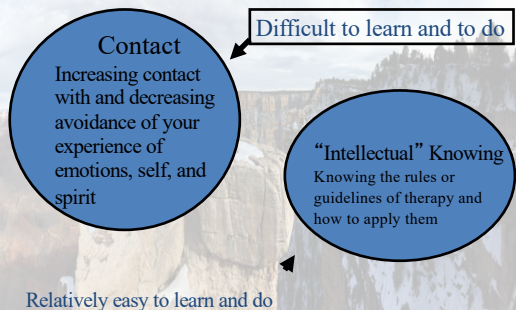 Difficult to learn and to do
Contact
Increasing contact
with and decreasing
avoidance of your
experience of
emotions, self, and
spirit
“Intellectual” Knowing
Knowing the rules or
guidelines of therapy and
how to apply them
Relatively easy to learn and do